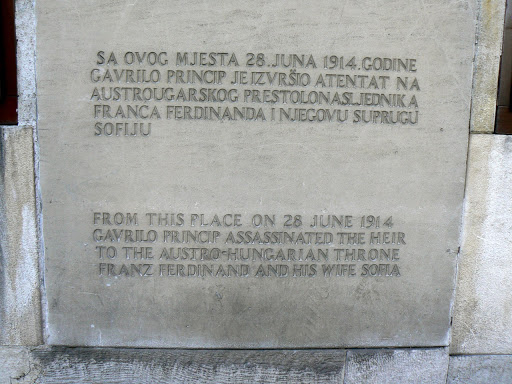 SA OVOG MJESTA 28. JUNA 1914. GODINE
GAVRILO PRINCIP JE IZVRŠIO ATENTAT NA
AUSTROUGARSKOG PRESTOLONASLJEDNIKA
FRANCA FERDINANDA I NJEGOVU SUPRUGU
SOFIJU
FROM THIS PLACE ON 28 JUNE 1914
GAVRILO PRINCIP ASSASSINATED THE HEIR
TO THE AUSTRO-HUNGARIAN THRONE
FRANZ FERDINAND AND HIS WIFE SOFIA